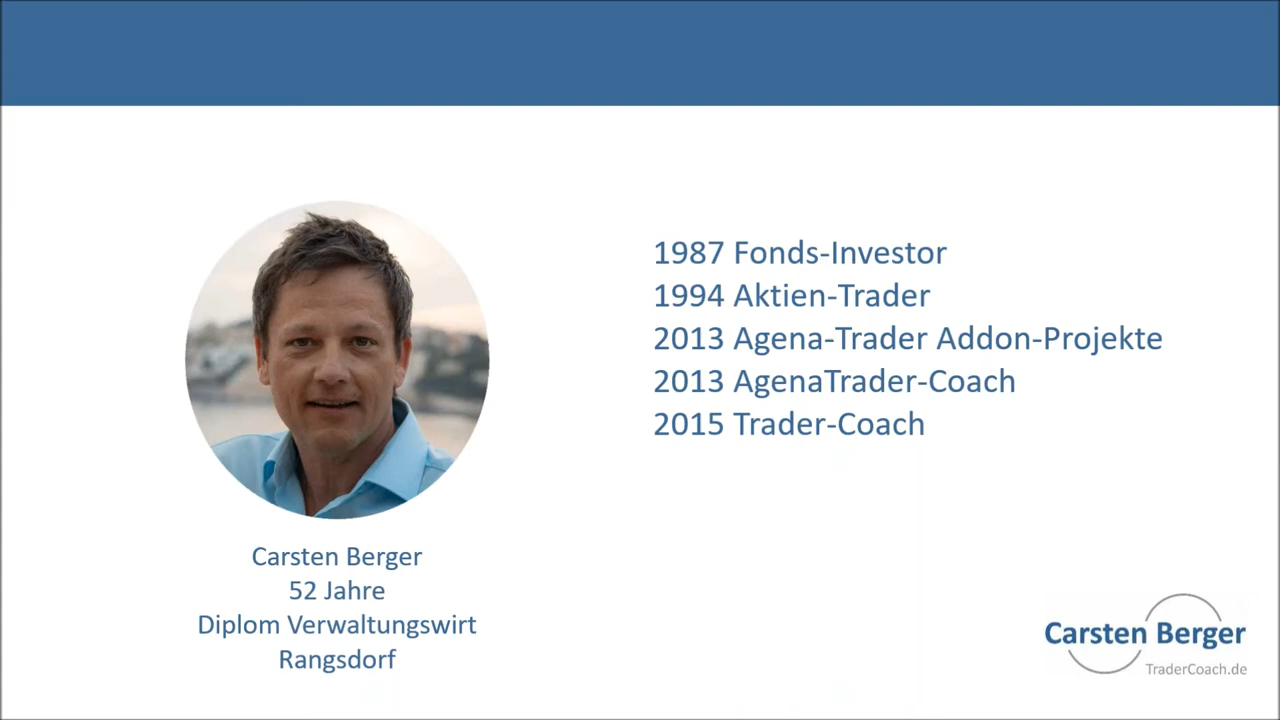 1987 Fonds-Investor
1994 Aktien-Trader
2013 Agena-Trader Addon-Projekte
2013 AgenaTrader-Coach
2015 Trader-Coach
Carsten Berger
52 Jahre
Diplom Verwaltungswirt
Rangsdorf
Carsten Berger
TraderCoach.de